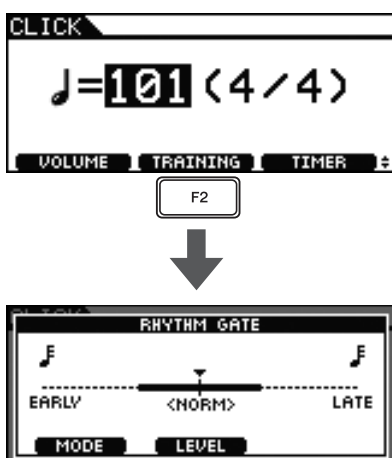 CLICK
♩=101(4/4)
VOLUME TRAINING TIMER
F2
RHYTHM GATE
EARLY <NORM> LATE
MODE LEVEL